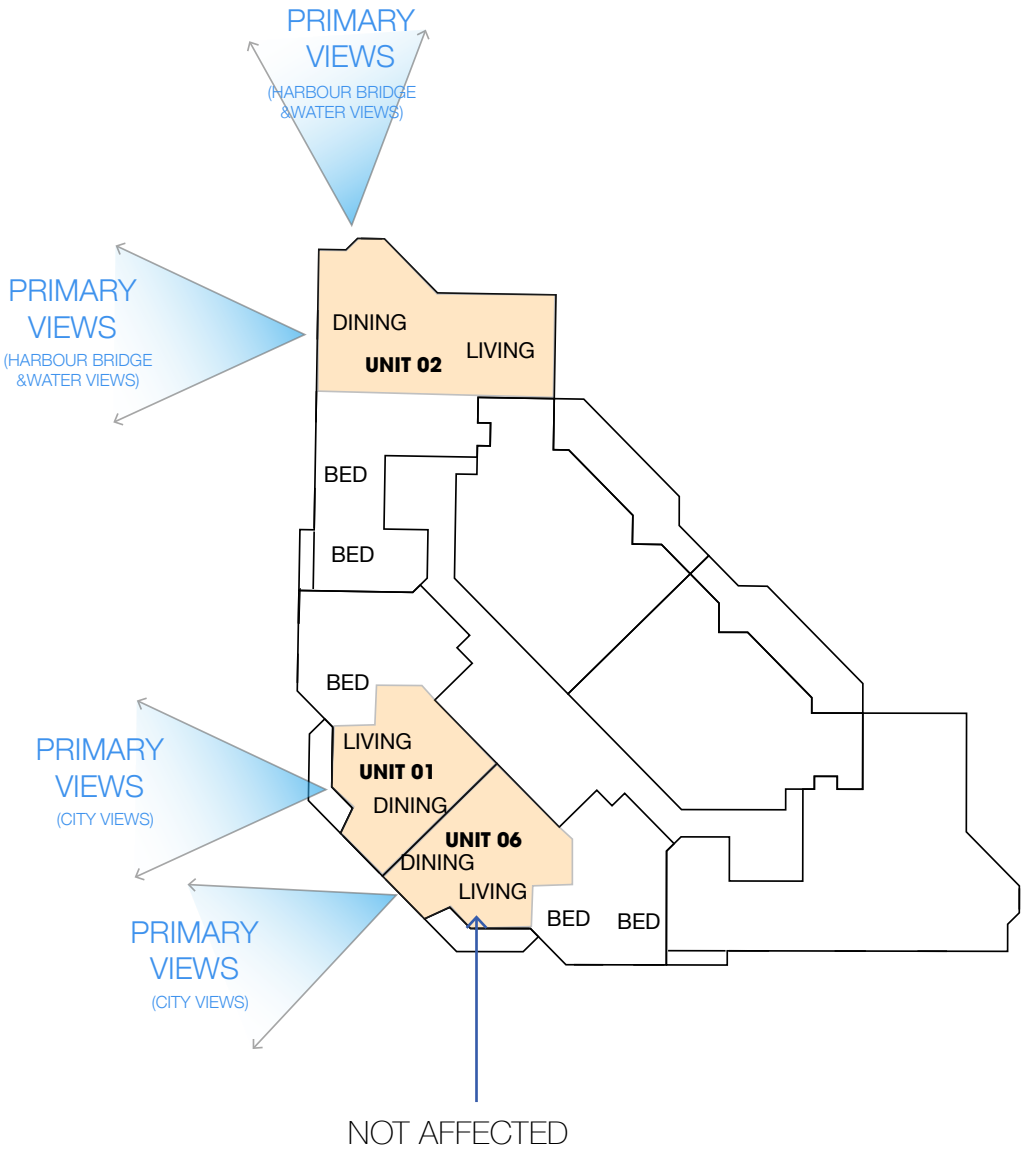 PRIMARY
VIEWS
(HARBOUR BRIDGE
&WATER VIEWS)
PRIMARY
VIEWS
(HARBOUR BRIDGE
&WATER VIEWS)
DINING
LIVING
UNIT 02
BED
BED
BED
LIVING
UNIT 01
DINING
PRIMARY
VIEWS
(CITY VIEWS)
UNIT 06
DINING
LIVING
BED
BED
PRIMARY
VIEWS
(CITY VIEWS)
NOT AFFECTED